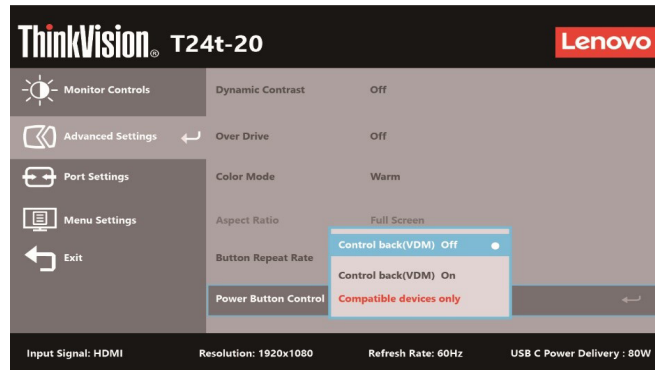 ThinkVision® T24t-20
Lenovo
Monitor Controls
Advanced Settings
Port Settings
Menu Settings
Exit
Dynamic Contrast Off
Over Drive Off
Color Mode Warm
Aspect Ratio Full Screen
Button Repeat Rate
Power Button Control
Control back(VDM) Off
Control back(VDM) On
Compatible devices only
Input Signal: HDMI Resolution: 1920x1080 Refresh Rate: 60Hz USB C Power Delivery : 80W